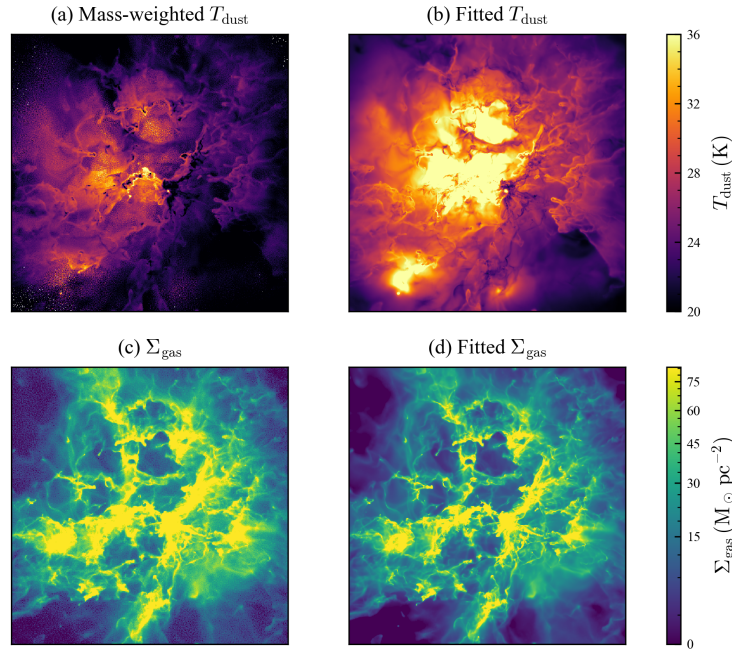 (a) Mass-weighted T_dust
(b) Fitted T_dust
36
32
28
24
20
T_dust (K)
(c) Σ_gas
(d) Fitted Σ_gas
75
60
45
30
15
0
Σ_gas (M_⊙ pc⁻²)